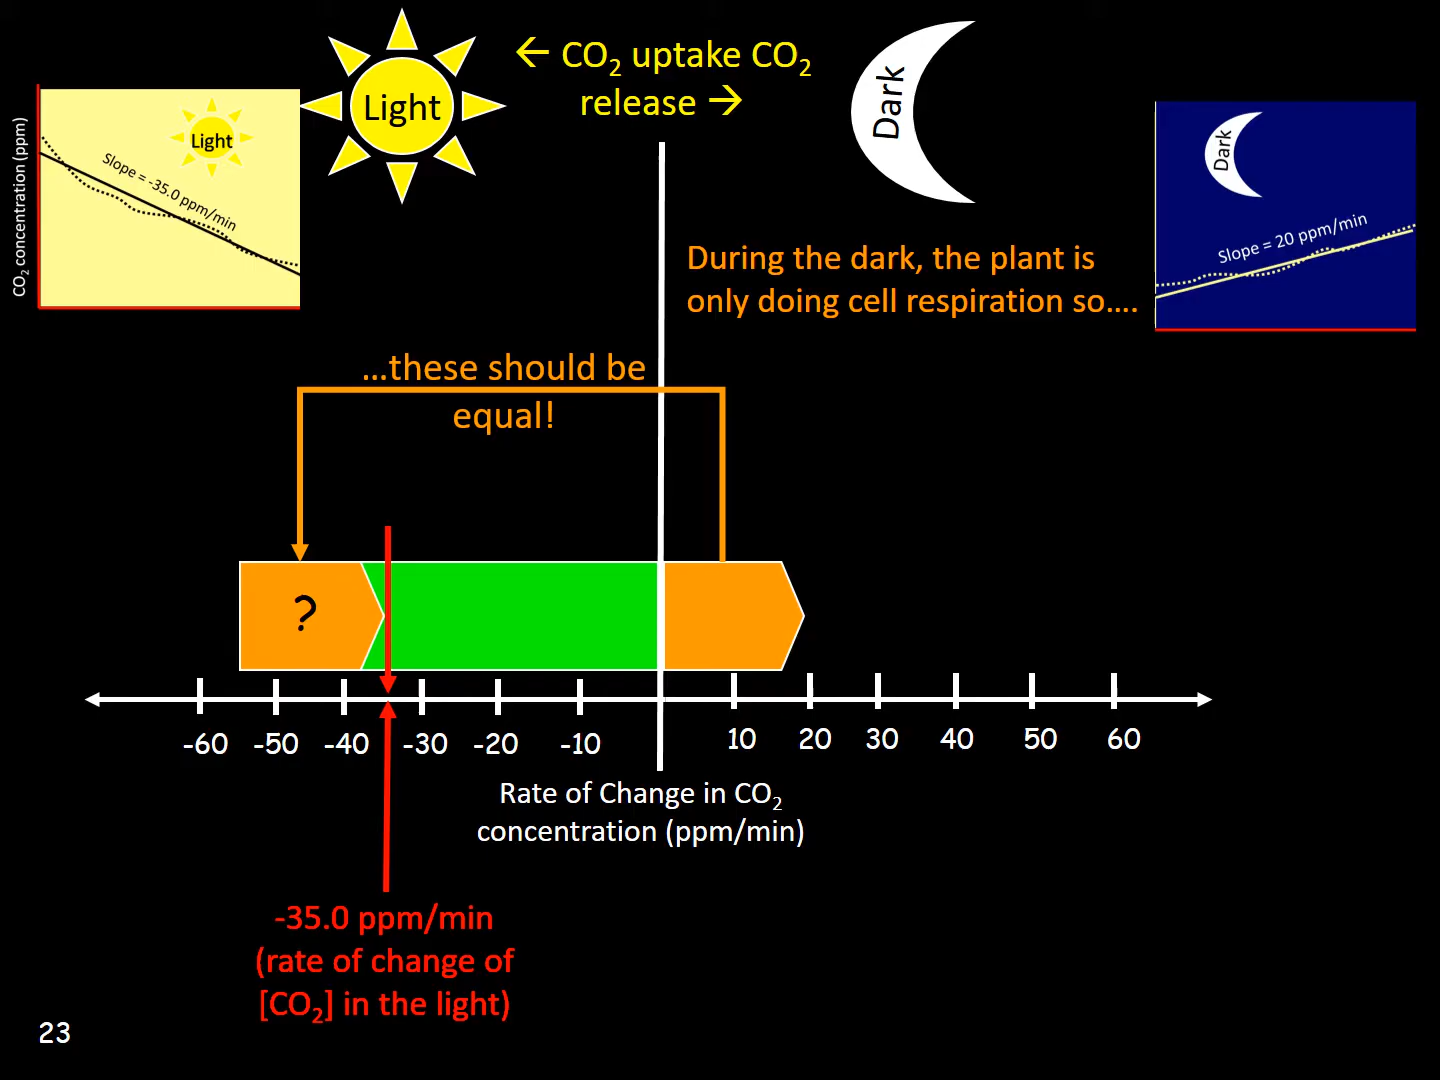 ← CO₂ uptake CO₂
release →
Light
Dark
CO₂ concentration (ppm)
Light
Slope = -35.0 ppm/min
Dark
Slope = 20 ppm/min
During the dark, the plant is
only doing cell respiration so....
...these should be
equal!
?
-60 -50 -40 -30 -20 -10 10 20 30 40 50 60
Rate of Change in CO₂
concentration (ppm/min)
-35.0 ppm/min
(rate of change of
[CO₂] in the light)
23